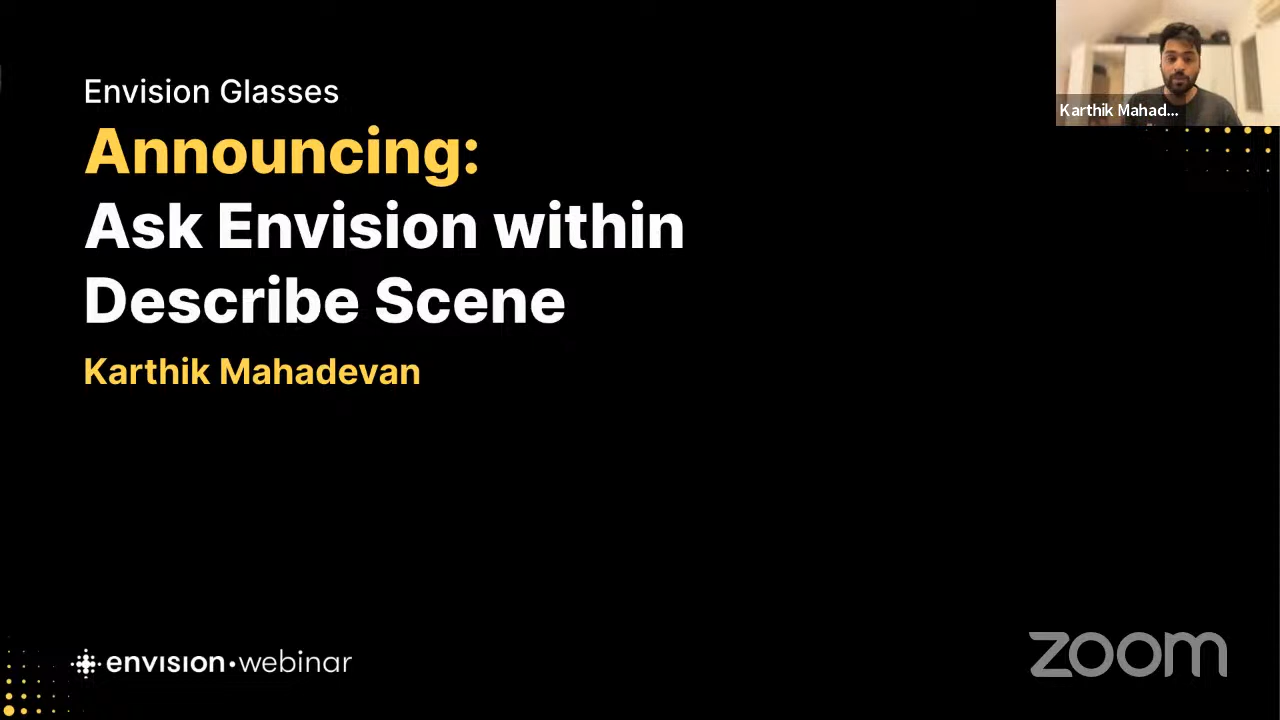 Envision Glasses
Announcing:
Ask Envision within
Describe Scene
Karthik Mahadevan
Karthik Mahad...
envision•webinar
zoom